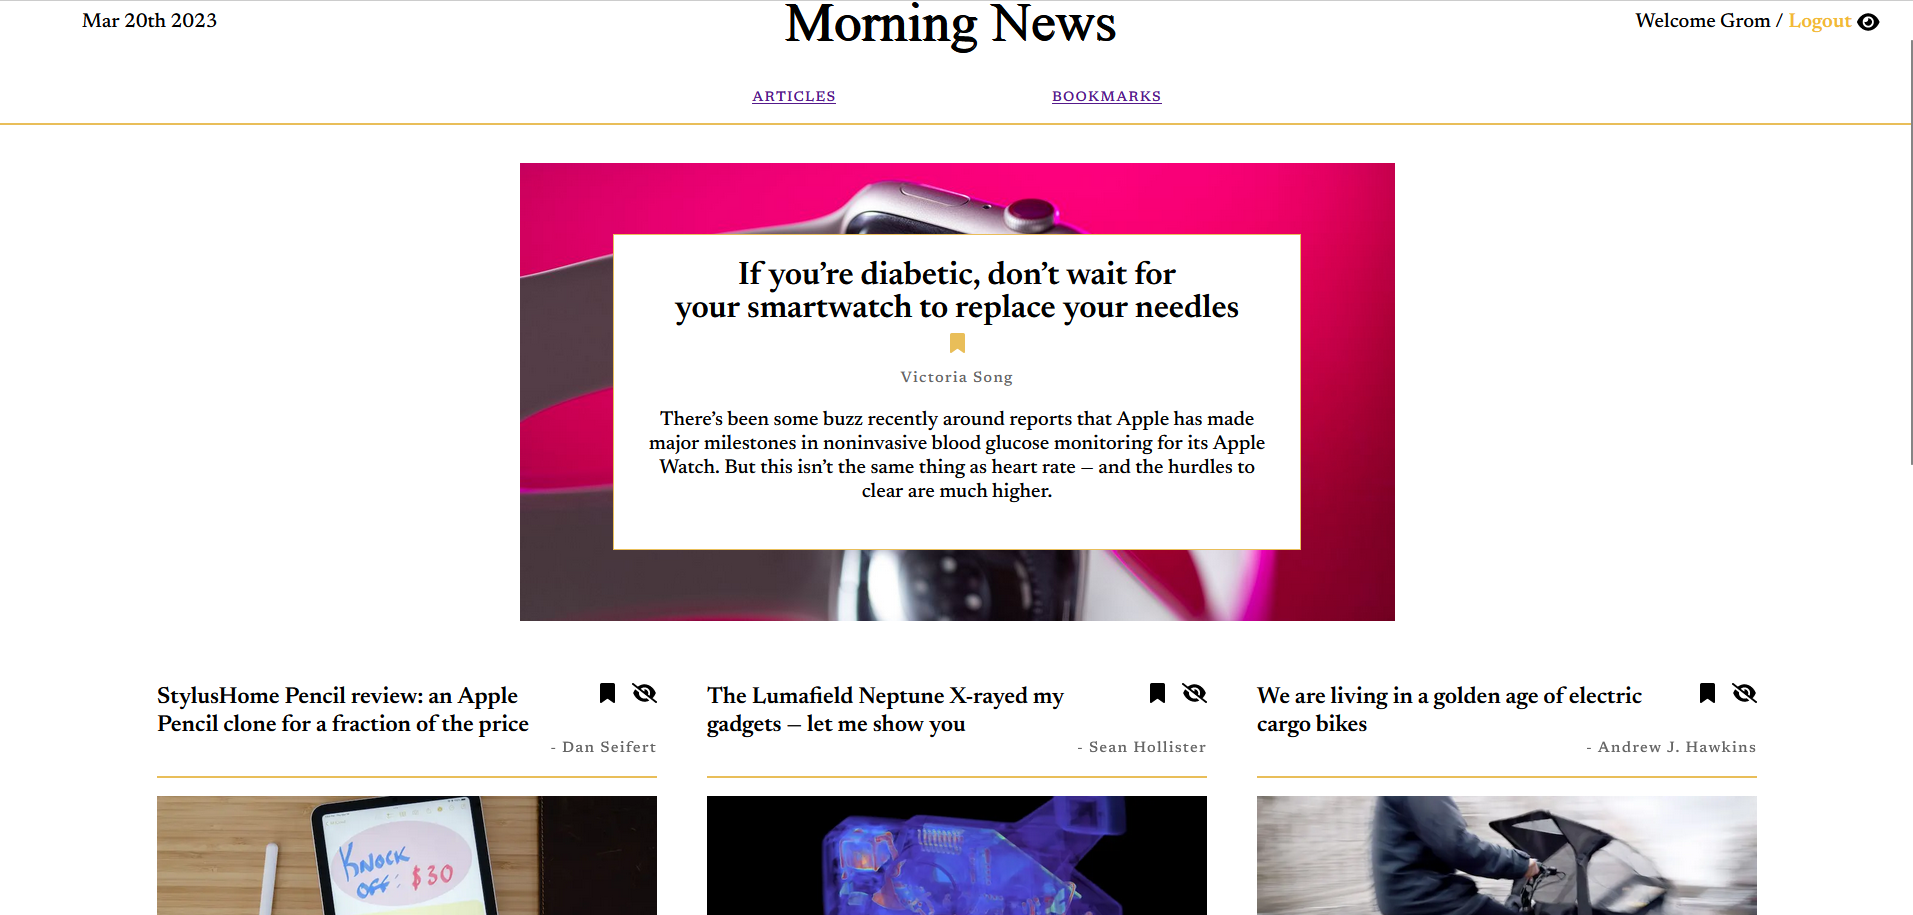 Mar 20th 2023
Morning News
Welcome Grom / Logout
ARTICLES
BOOKMARKS
If you’re diabetic, don’t wait for
your smartwatch to replace your needles
Victoria Song
There’s been some buzz recently around reports that Apple has made
major milestones in noninvasive blood glucose monitoring for its Apple
Watch. But this isn’t the same thing as heart rate – and the hurdles to
clear are much higher.
StylusHome Pencil review: an Apple
Pencil clone for a fraction of the price
- Dan Seifert
The Lumafield Neptune X-rayed my
gadgets – let me show you
- Sean Hollister
We are living in a golden age of electric
cargo bikes
- Andrew J. Hawkins
KNOCK
OFF: $30